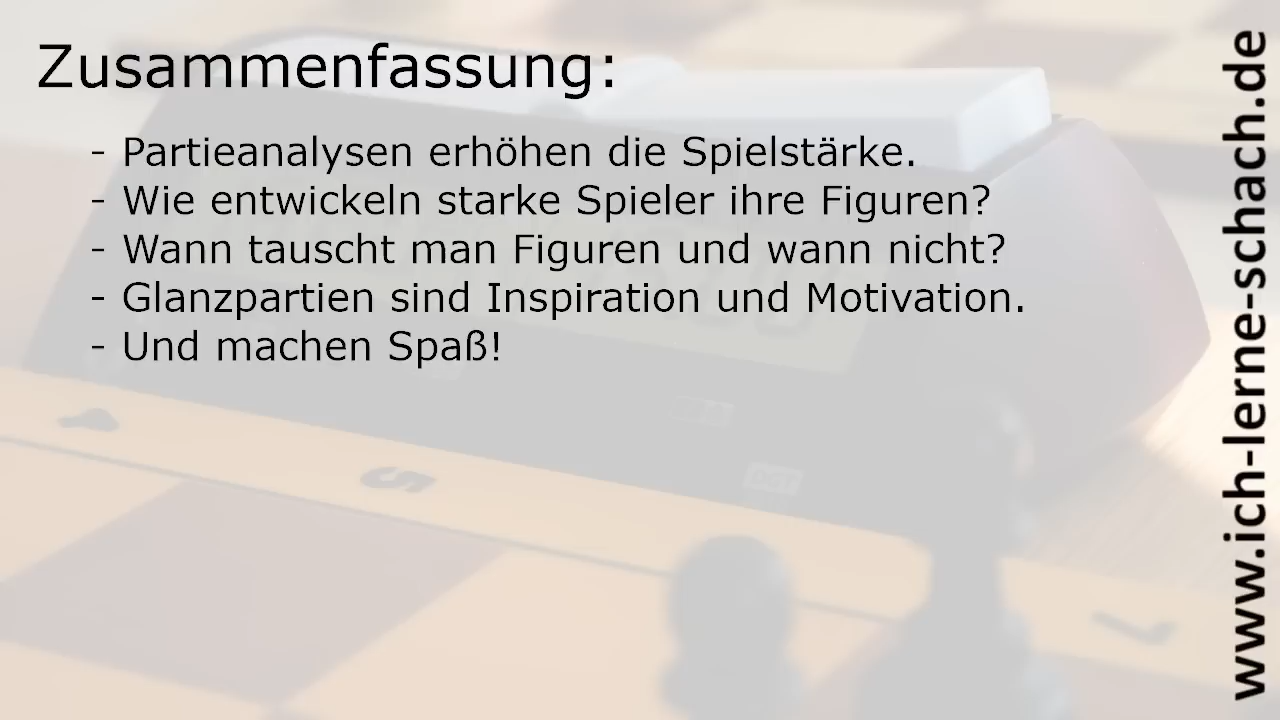 Zusammenfassung:
- Partieanalysen erhöhen die Spielstärke.
- Wie entwickeln starke Spieler ihre Figuren?
- Wann tauscht man Figuren und wann nicht?
- Glanzpartien sind Inspiration und Motivation.
- Und machen Spaß!
www.ich-lerne-schach.de